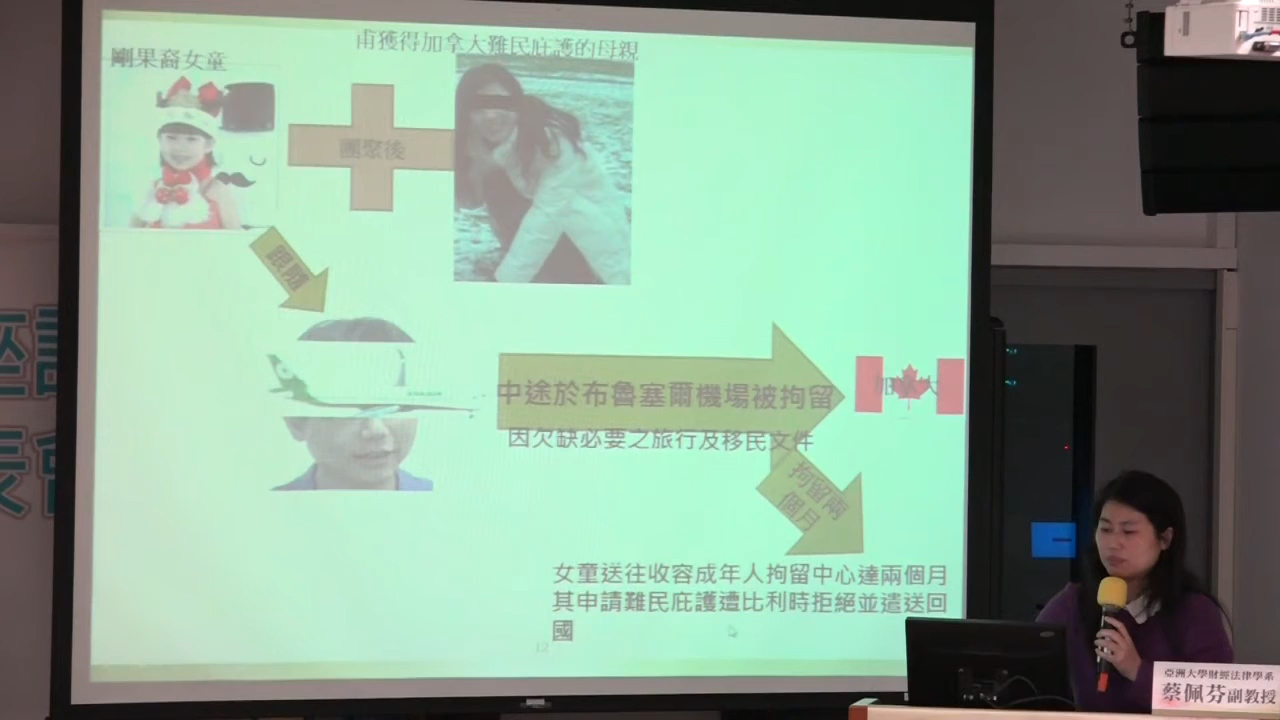 甫獲得加拿大難民庇護的母親
剛果裔女童
團聚後
跟隨
中途於布魯塞爾機場被拘留
加拿大
因欠缺必要之旅行及移民文件
拘留兩
個月
女童送往收容成年人拘留中心達兩個月
其申請難民庇護遭比利時拒絕並遣送回
國
12
亞洲大學財經法律學系
蔡佩芬副教授